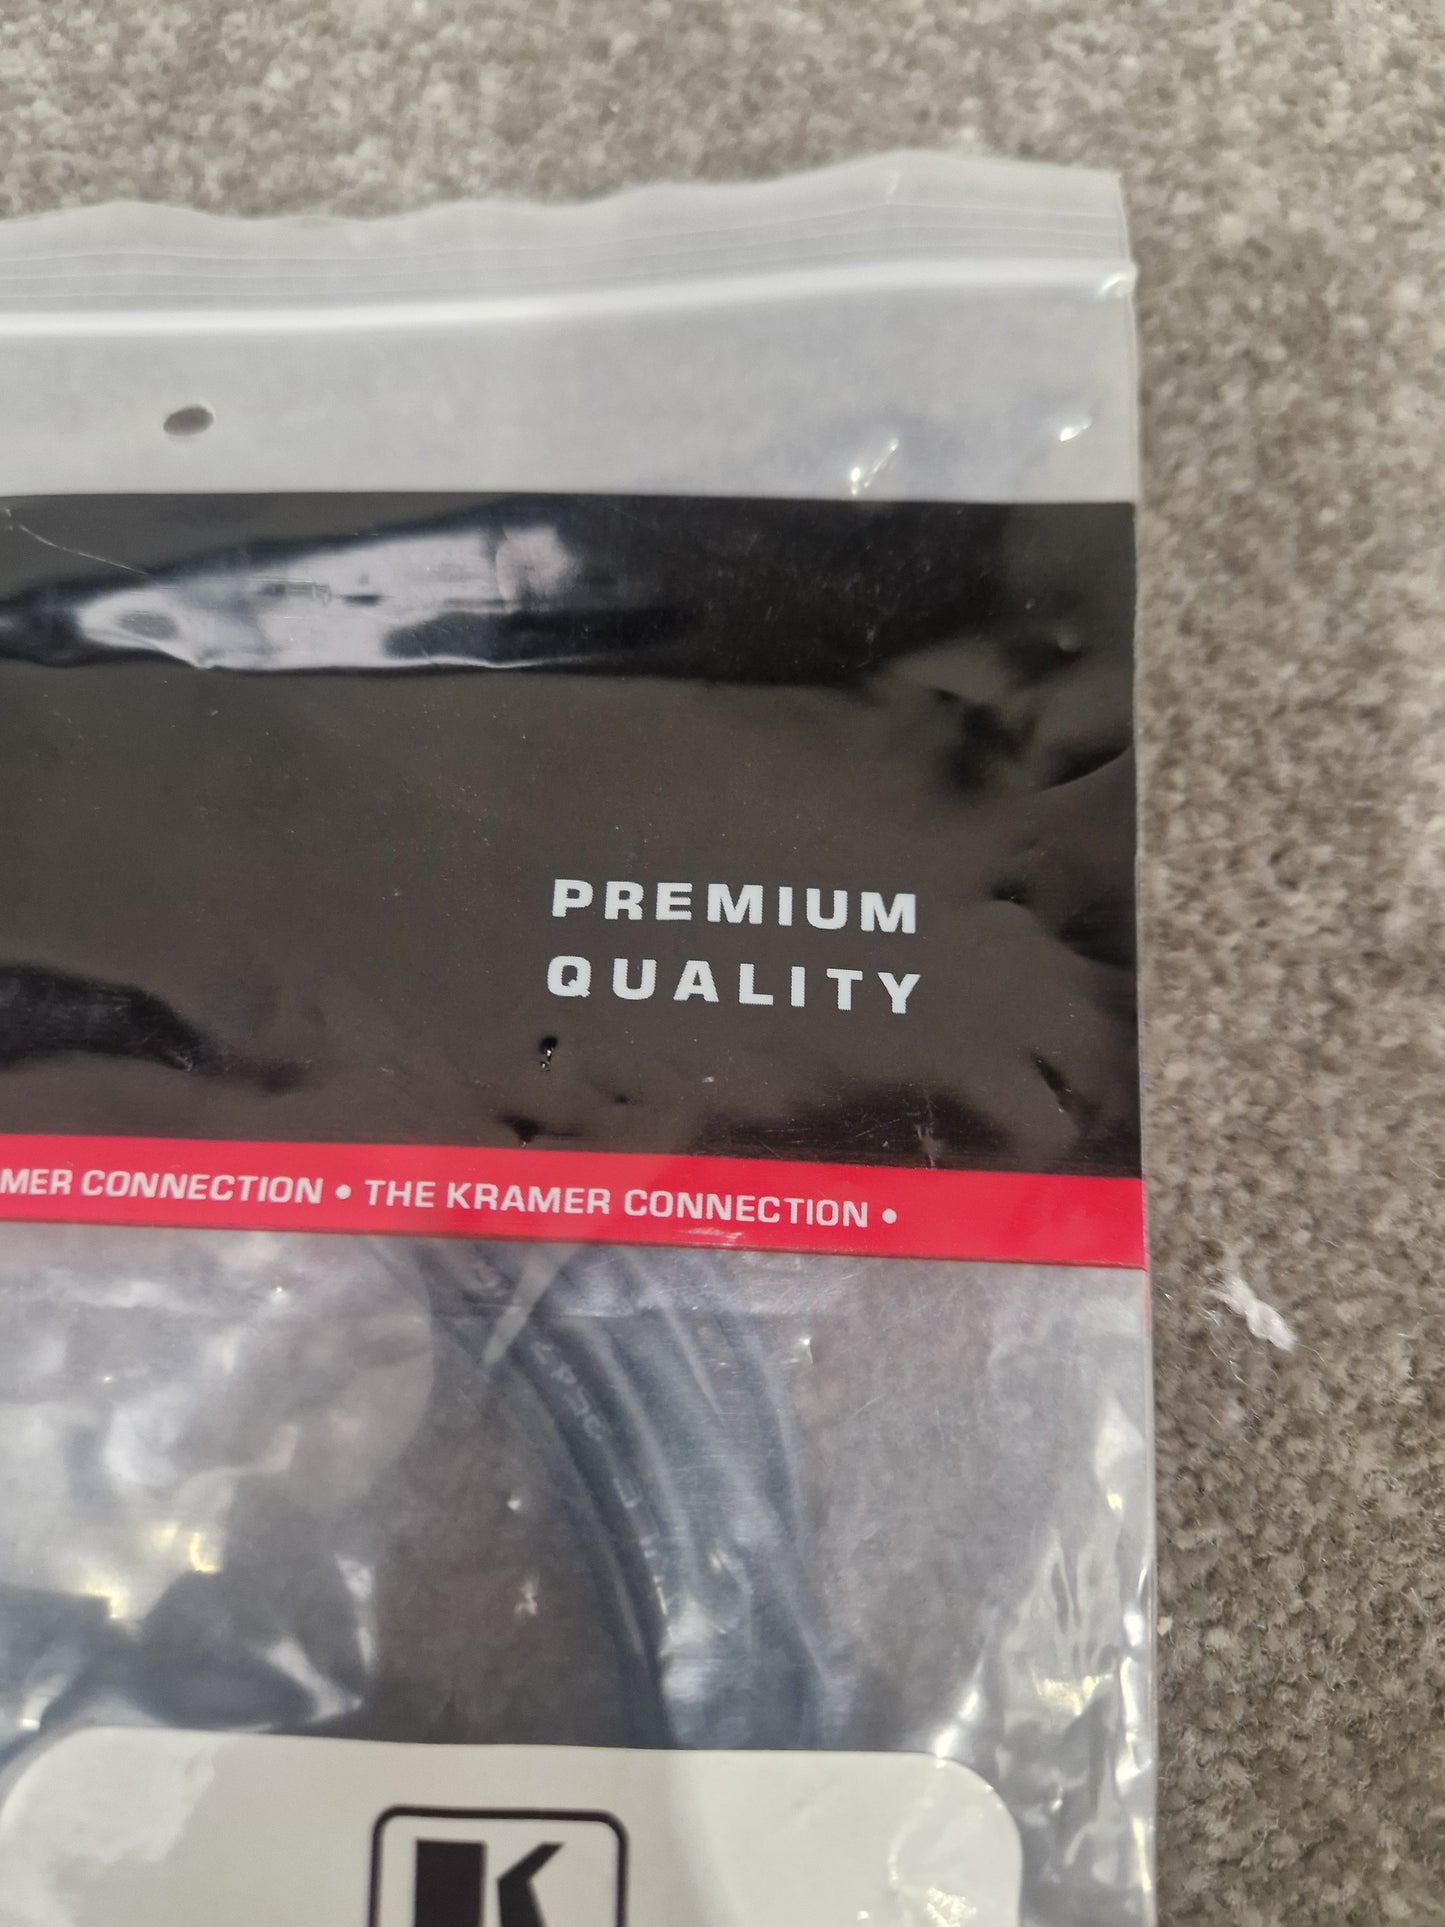 PREMIUM
QUALITY
MER CONNECTION • THE KRAMER CONNECTION •
K